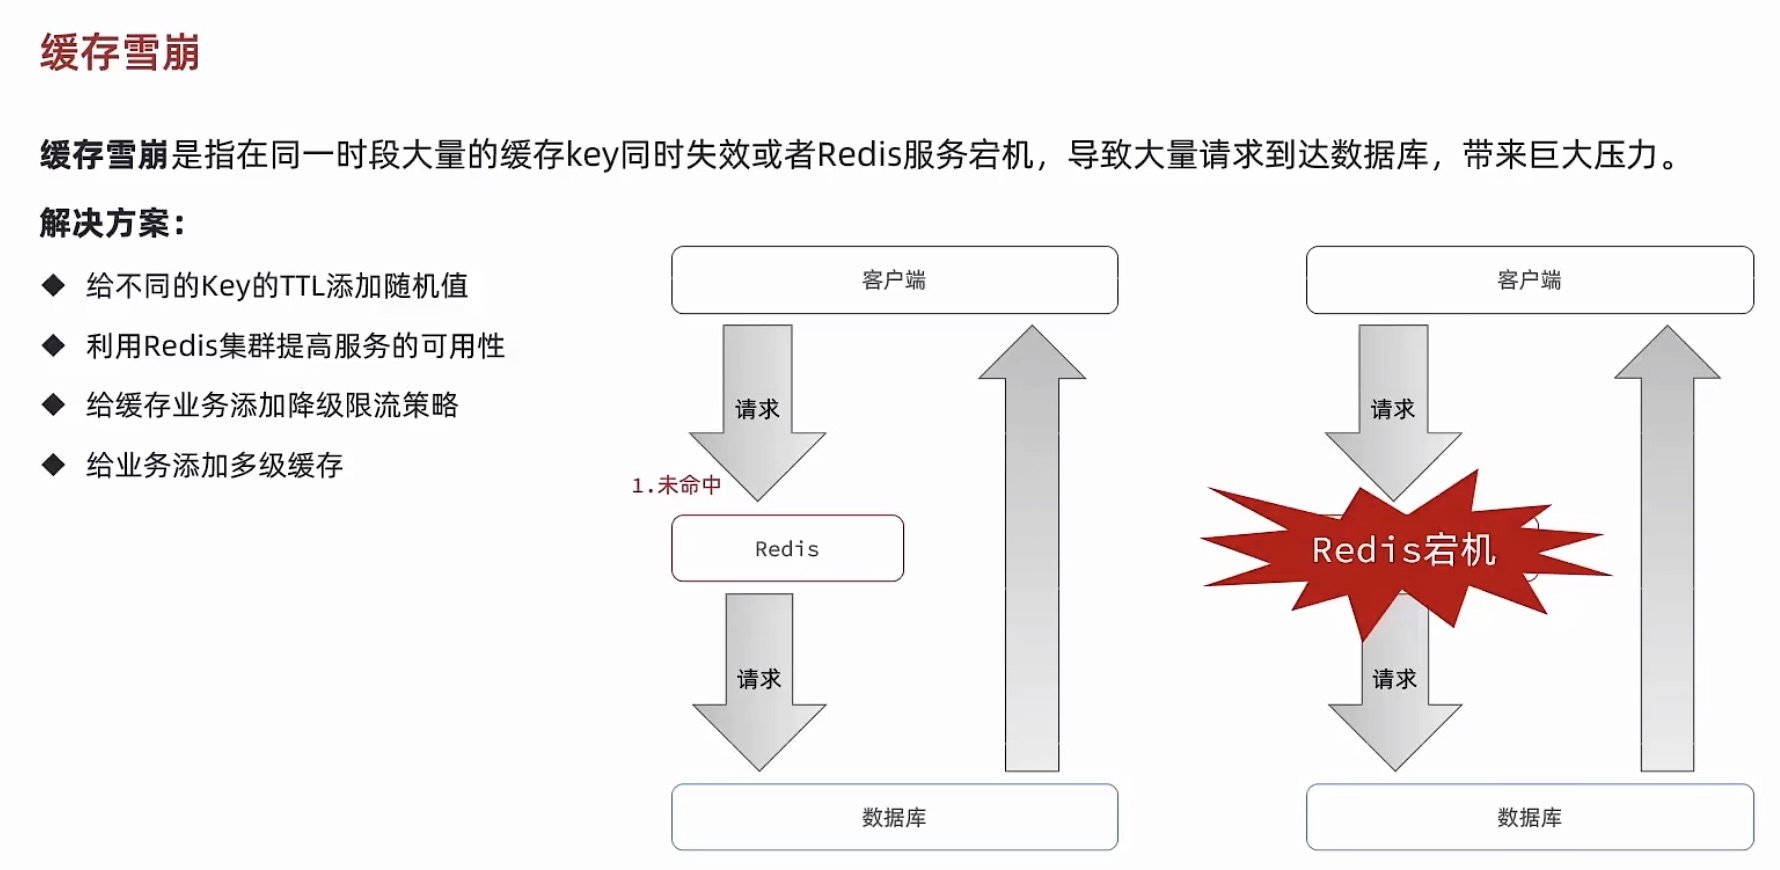 缓存雪崩
缓存雪崩是指在同一时段大量的缓存key同时失效或者Redis服务宕机，导致大量请求到达数据库，带来巨大压力。
解决方案：
◆ 给不同的Key的TTL添加随机值
◆ 利用Redis集群提高服务的可用性
◆ 给缓存业务添加降级限流策略
◆ 给业务添加多级缓存
客户端
请求
1.未命中
Redis
请求
数据库
客户端
请求
Redis宕机
请求
数据库